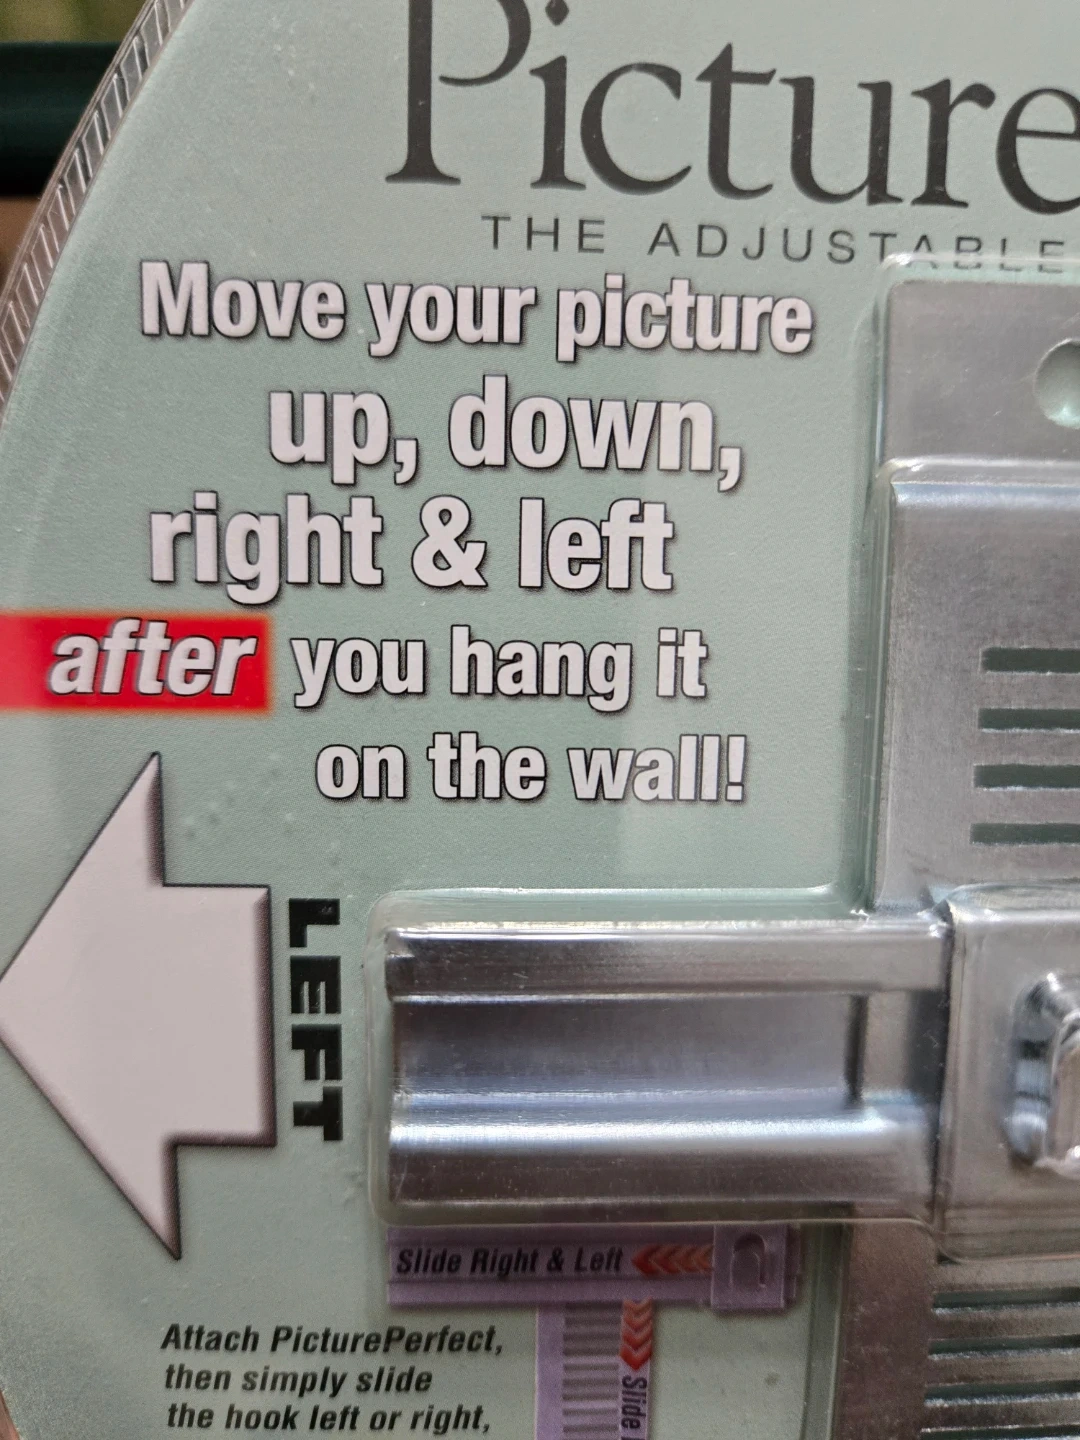 Picture
THE ADJUSTABLE
Move your picture
up, down,
right & left
after you hang it
on the wall!
LEFT
Slide Right & Left
Slide
Attach PicturePerfect,
then simply slide
the hook left or right,